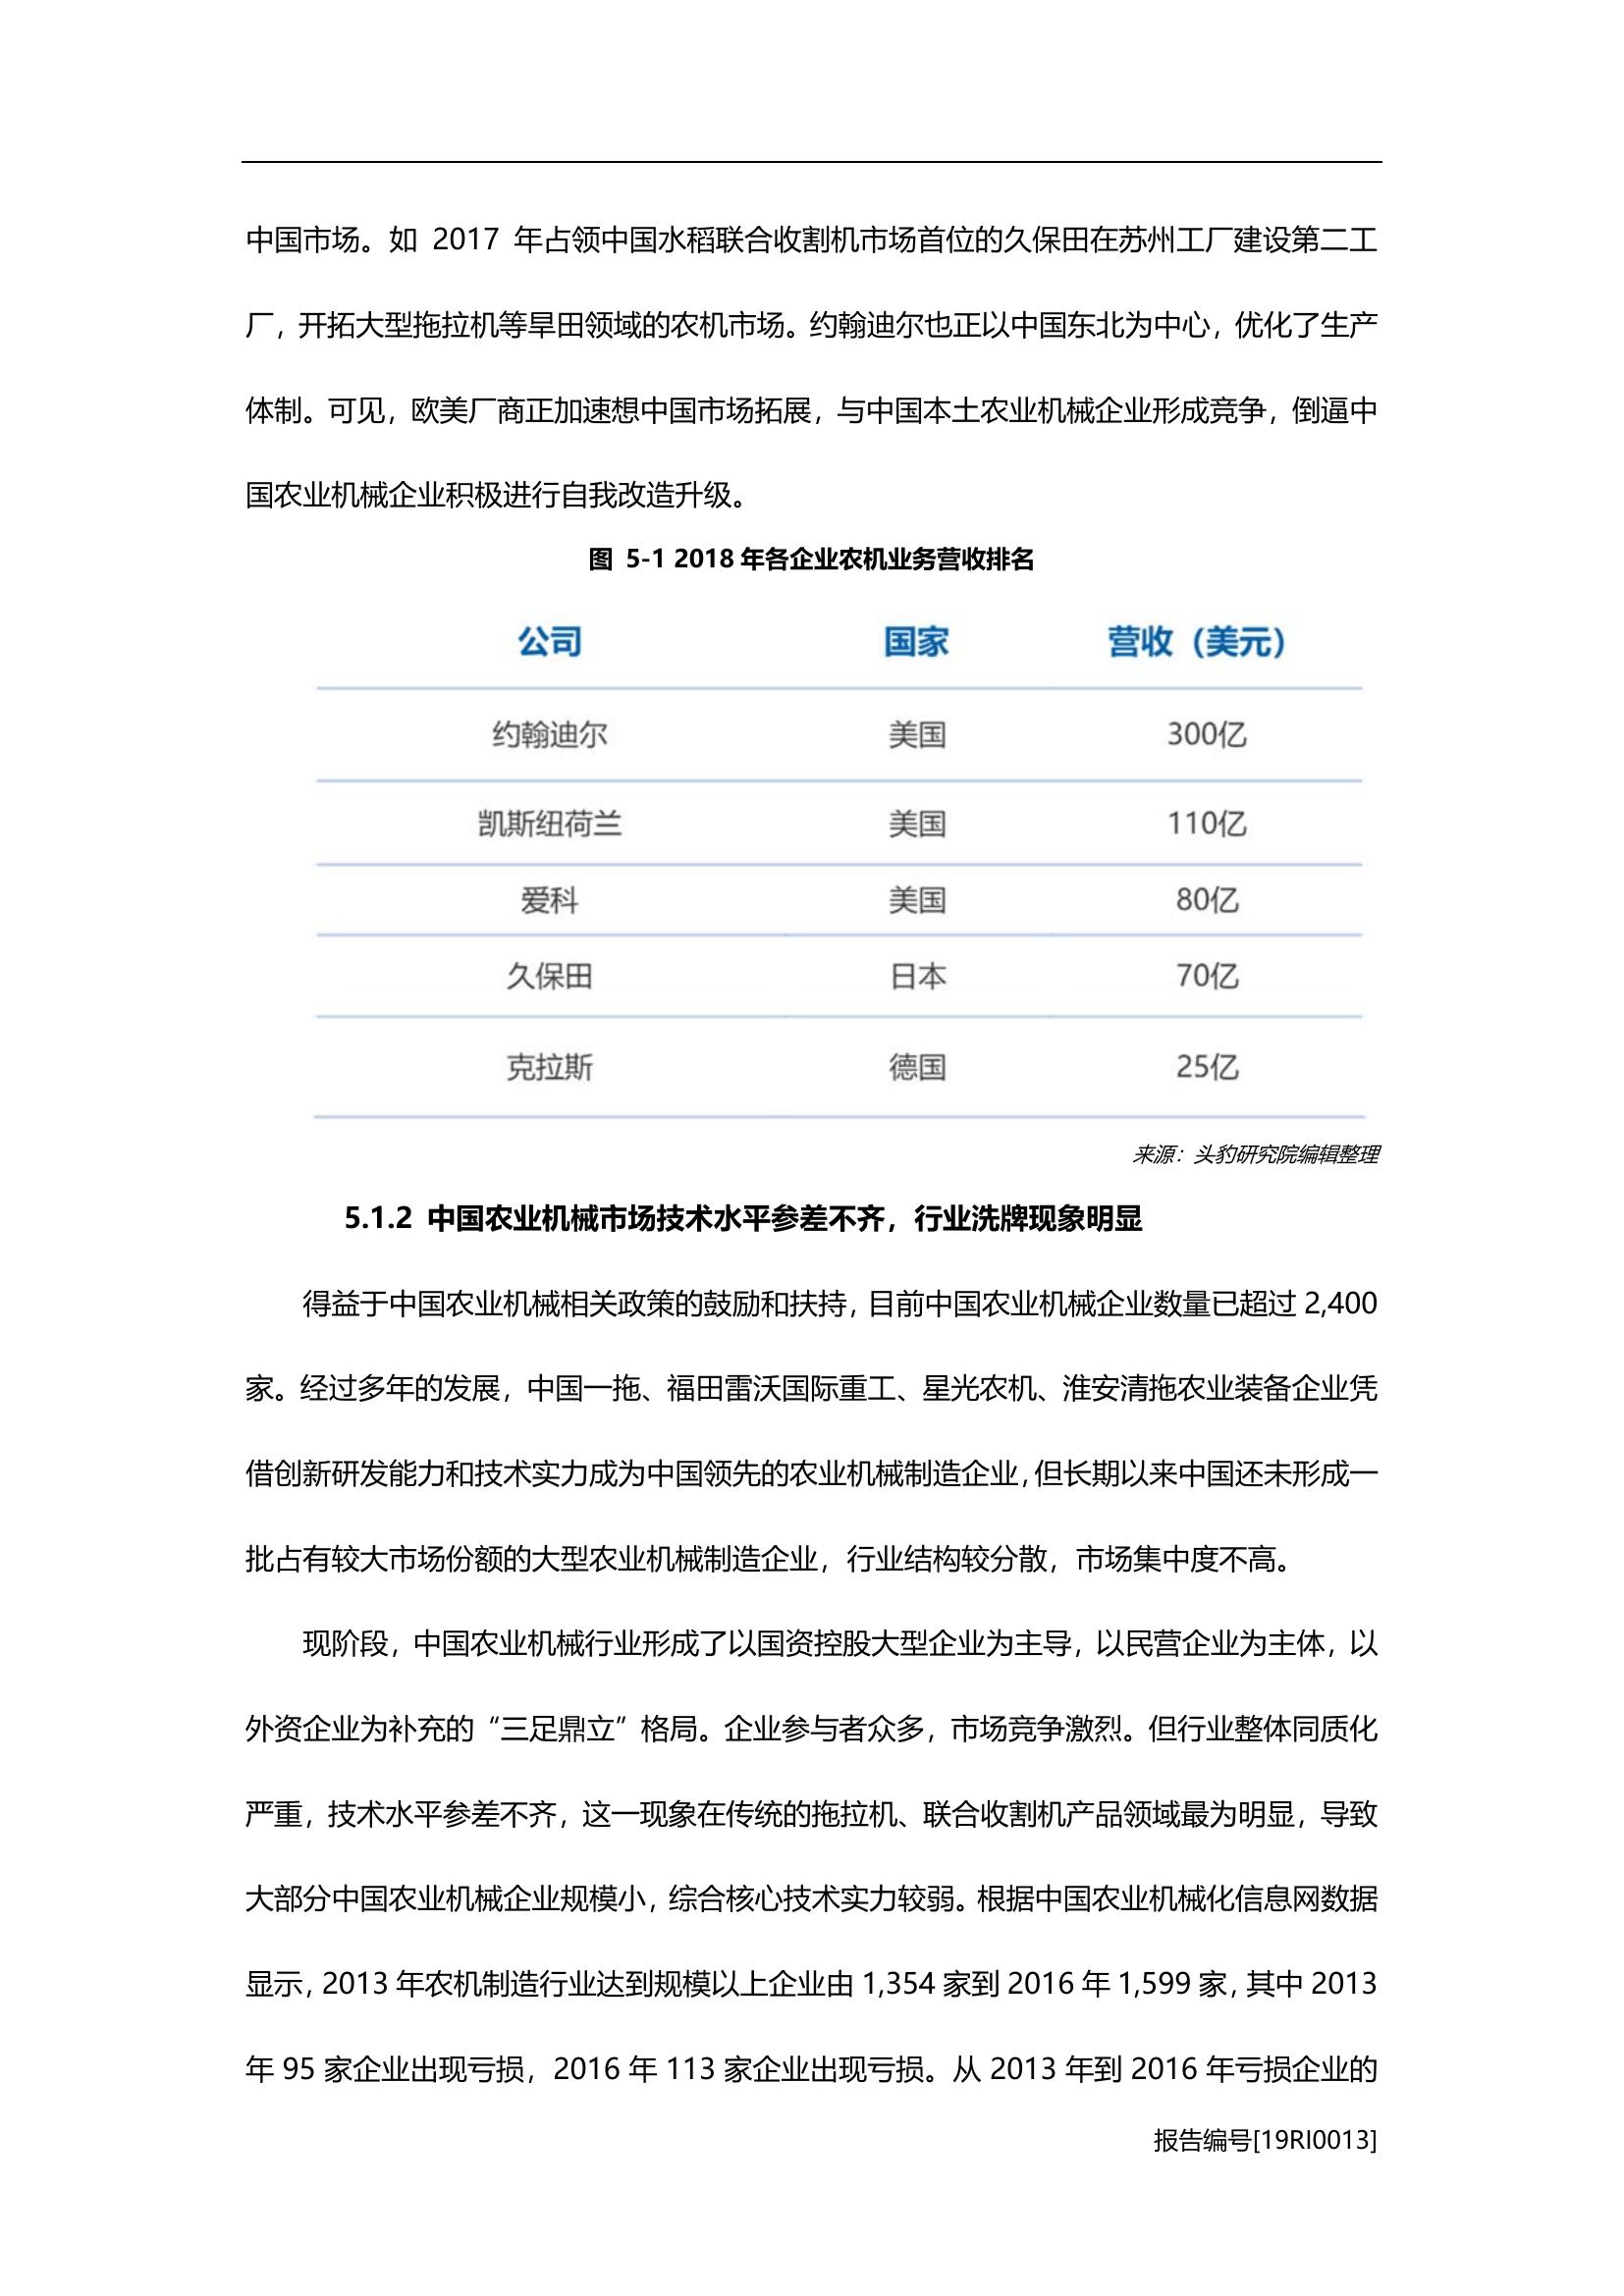 中国市场。如 2017 年占领中国水稻联合收割机市场首位的久保田在苏州工厂建设第二工
厂，开拓大型拖拉机等旱田领域的农机市场。约翰迪尔也正以中国东北为中心，优化了生产
体制。可见，欧美厂商正加速想中国市场拓展，与中国本土农业机械企业形成竞争，倒逼中
国农业机械企业积极进行自我改造升级。
图 5-1 2018 年各企业农机业务营收排名
公司 国家 营收（美元）
约翰迪尔 美国 300亿
凯斯纽荷兰 美国 110亿
爱科 美国 80亿
久保田 日本 70亿
克拉斯 德国 25亿
来源：头豹研究院编辑整理
5.1.2 中国农业机械市场技术水平参差不齐，行业洗牌现象明显
得益于中国农业机械相关政策的鼓励和扶持，目前中国农业机械企业数量已超过 2,400
家。经过多年的发展，中国一拖、福田雷沃国际重工、星光农机、淮安清拖农业装备企业凭
借创新研发能力和技术实力成为中国领先的农业机械制造企业，但长期以来中国还未形成一
批占有较大市场份额的大型农业机械制造企业，行业结构较分散，市场集中度不高。
现阶段，中国农业机械行业形成了以国资控股大型企业为主导，以民营企业为主体，以
外资企业为补充的“三足鼎立”格局。企业参与者众多，市场竞争激烈。但行业整体同质化
严重，技术水平参差不齐，这一现象在传统的拖拉机、联合收割机产品领域最为明显，导致
大部分中国农业机械企业规模小，综合核心技术实力较弱。根据中国农业机械化信息网数据
显示，2013 年农机制造行业达到规模以上企业由 1,354 家到 2016 年 1,599 家，其中 2013
年 95 家企业出现亏损，2016 年 113 家企业出现亏损。从 2013 年到 2016 年亏损企业的
报告编号[19RI0013]